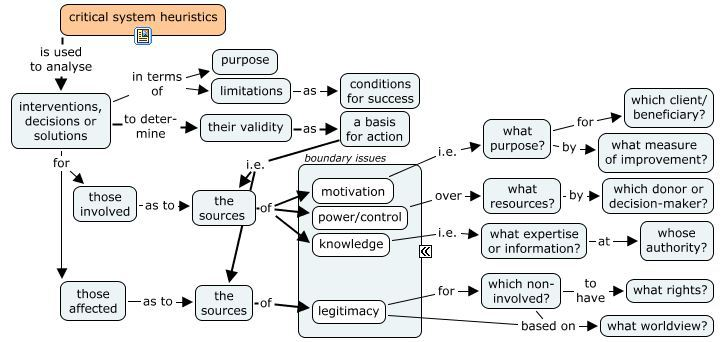 critical system heuristics
is used
to analyse
interventions,
decisions or
solutions
in terms
of
purpose
limitations
as
conditions
for success
to deter-
mine
their validity
as
a basis
for action
for
i.e.
boundary issues
those
involved
as to
the
sources
of
motivation
power/control
knowledge
i.e.
what
purpose?
for
which client/
beneficiary?
by
what measure
of improvement?
over
what
resources?
by
which donor or
decision-maker?
i.e.
what expertise
or information?
at
whose
authority?
those
affected
as to
the
sources
of
legitimacy
for
which non-
involved?
to
have
what rights?
based on
what worldview?